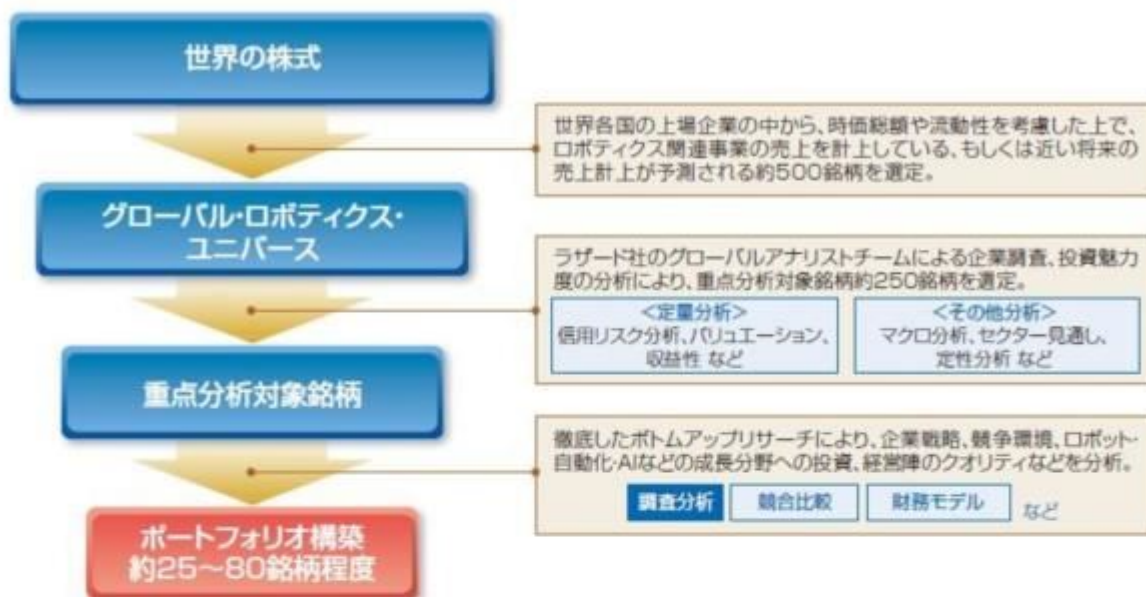 世界の株式
世界各国の上場企業の中から、時価総額や流動性を考慮した上で、
ロボティクス関連事業の売上を計上している、もしくは近い将来の
売上計上が予測される約500銘柄を選定。
グローバル・ロボティクス・
ユニバース
ラザード社のグローバルアナリストチームによる企業調査、投資魅力
度の分析により、重点分析対象銘柄約250銘柄を選定。
<定量分析>
信用リスク分析、バリュエーション、
収益性 など
<その他分析>
マクロ分析、セクター見通し、
定性分析 など
重点分析対象銘柄
徹底したボトムアップリサーチにより、企業戦略、競争環境、ロボット・
自動化・AIなどの成長分野への投資、経営陣のクオリティなどを分析。
調査分析
競合比較
財務モデル
など
ポートフォリオ構築
約25～80銘柄程度